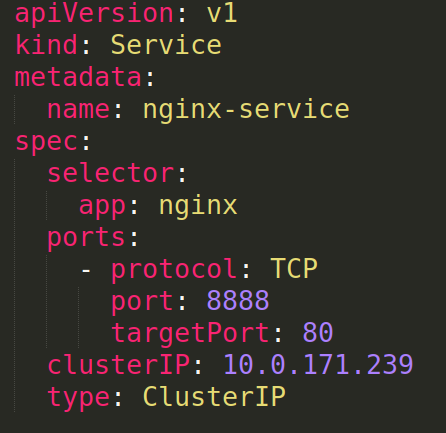 apiVersion: v1
kind: Service
metadata:
  name: nginx-service
spec:
  selector:
    app: nginx
  ports:
    - protocol: TCP
      port: 8888
      targetPort: 80
  clusterIP: 10.0.171.239
  type: ClusterIP